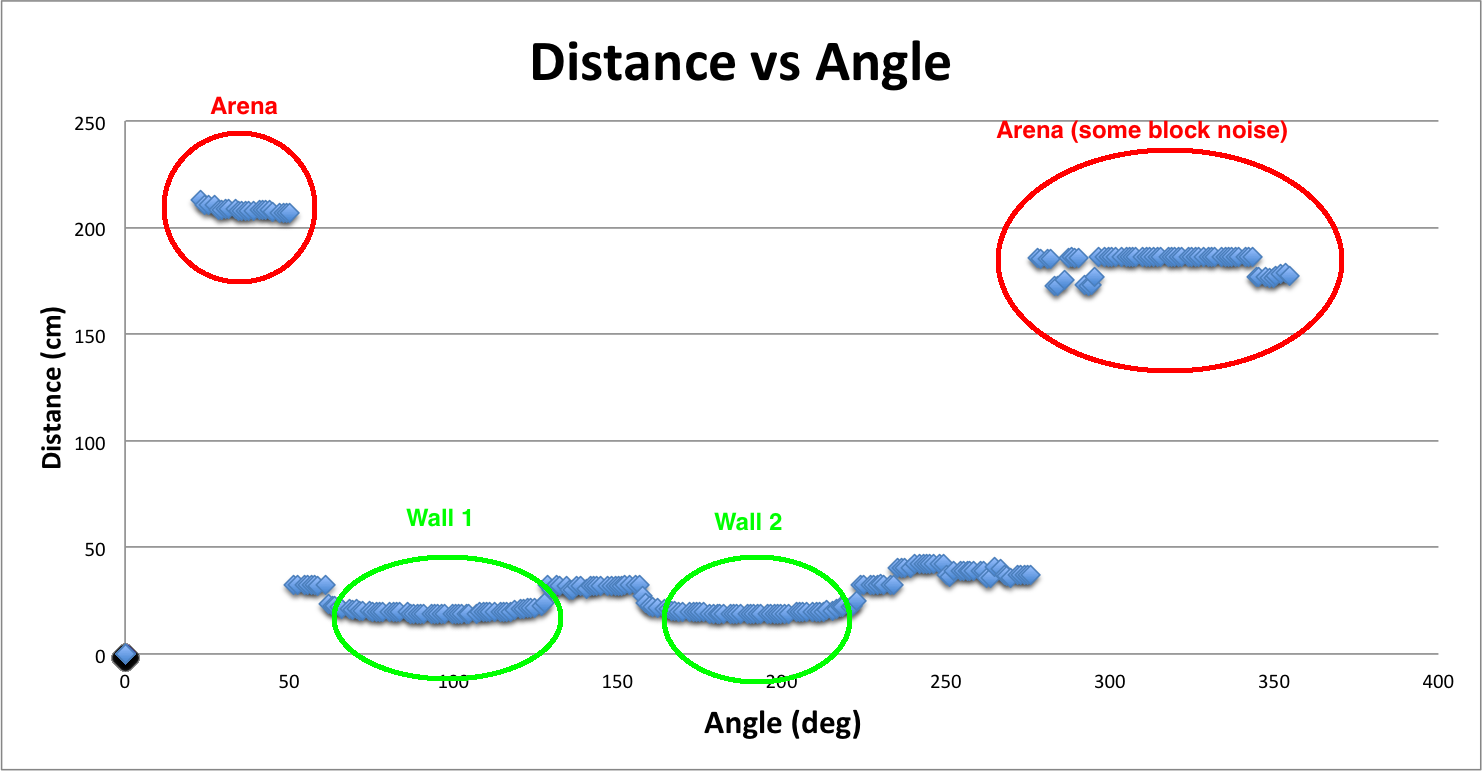 Distance vs Angle
Arena
Arena (some block noise)
250
200
150
100
50
0
Distance (cm)
Wall 1
Wall 2
0
50
100
150
200
250
300
350
400
Angle (deg)